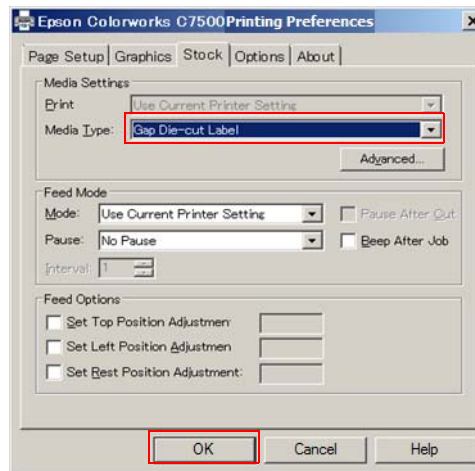 Epson Colorworks C7500Printing Preferences
Page Setup Graphics Stock Options About
Media Settings
Print Use Current Printer Setting
Media Type: Gap Die-cut Label
Advanced...
Feed Mode
Mode: Use Current Printer Setting Pause After Cut
Pause: No Pause Beep After Job
Interval: 1
Feed Options
Set Top Position Adjustmen
Set Left Position Adjustmen
Set Rest Position Adjustment:
OK Cancel Help